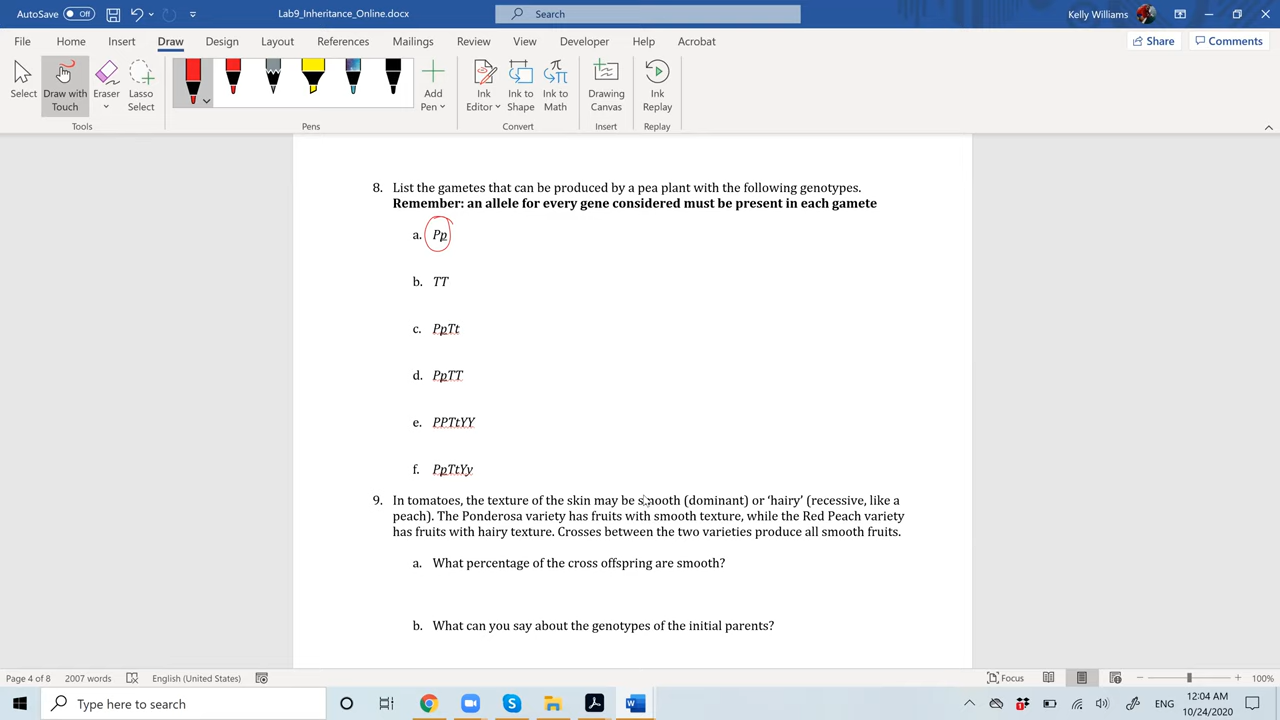 AutoSave Off
Lab9_Inheritance_Online.docx
Search
Kelly Williams
File Home Insert Draw Design Layout References Mailings Review View Developer Help Acrobat
Share Comments
Select
Draw with Touch
Eraser
Lasso Select
Add Pen
Ink Editor
Ink to Shape
Ink to Math
Drawing Canvas
Ink Replay
Tools Pens Convert Insert Replay
8. List the gametes that can be produced by a pea plant with the following genotypes.
Remember: an allele for every gene considered must be present in each gamete
a. Pp
b. TT
c. PpTt
d. PpTT
e. PPTtYY
f. PpTtYy
9. In tomatoes, the texture of the skin may be smooth (dominant) or ‘hairy’ (recessive, like a
peach). The Ponderosa variety has fruits with smooth texture, while the Red Peach variety
has fruits with hairy texture. Crosses between the two varieties produce all smooth fruits.
a. What percentage of the cross offspring are smooth?
b. What can you say about the genotypes of the initial parents?
Page 4 of 8 2007 words English (United States) Focus 100%
Type here to search
ENG
12:04 AM
10/24/2020